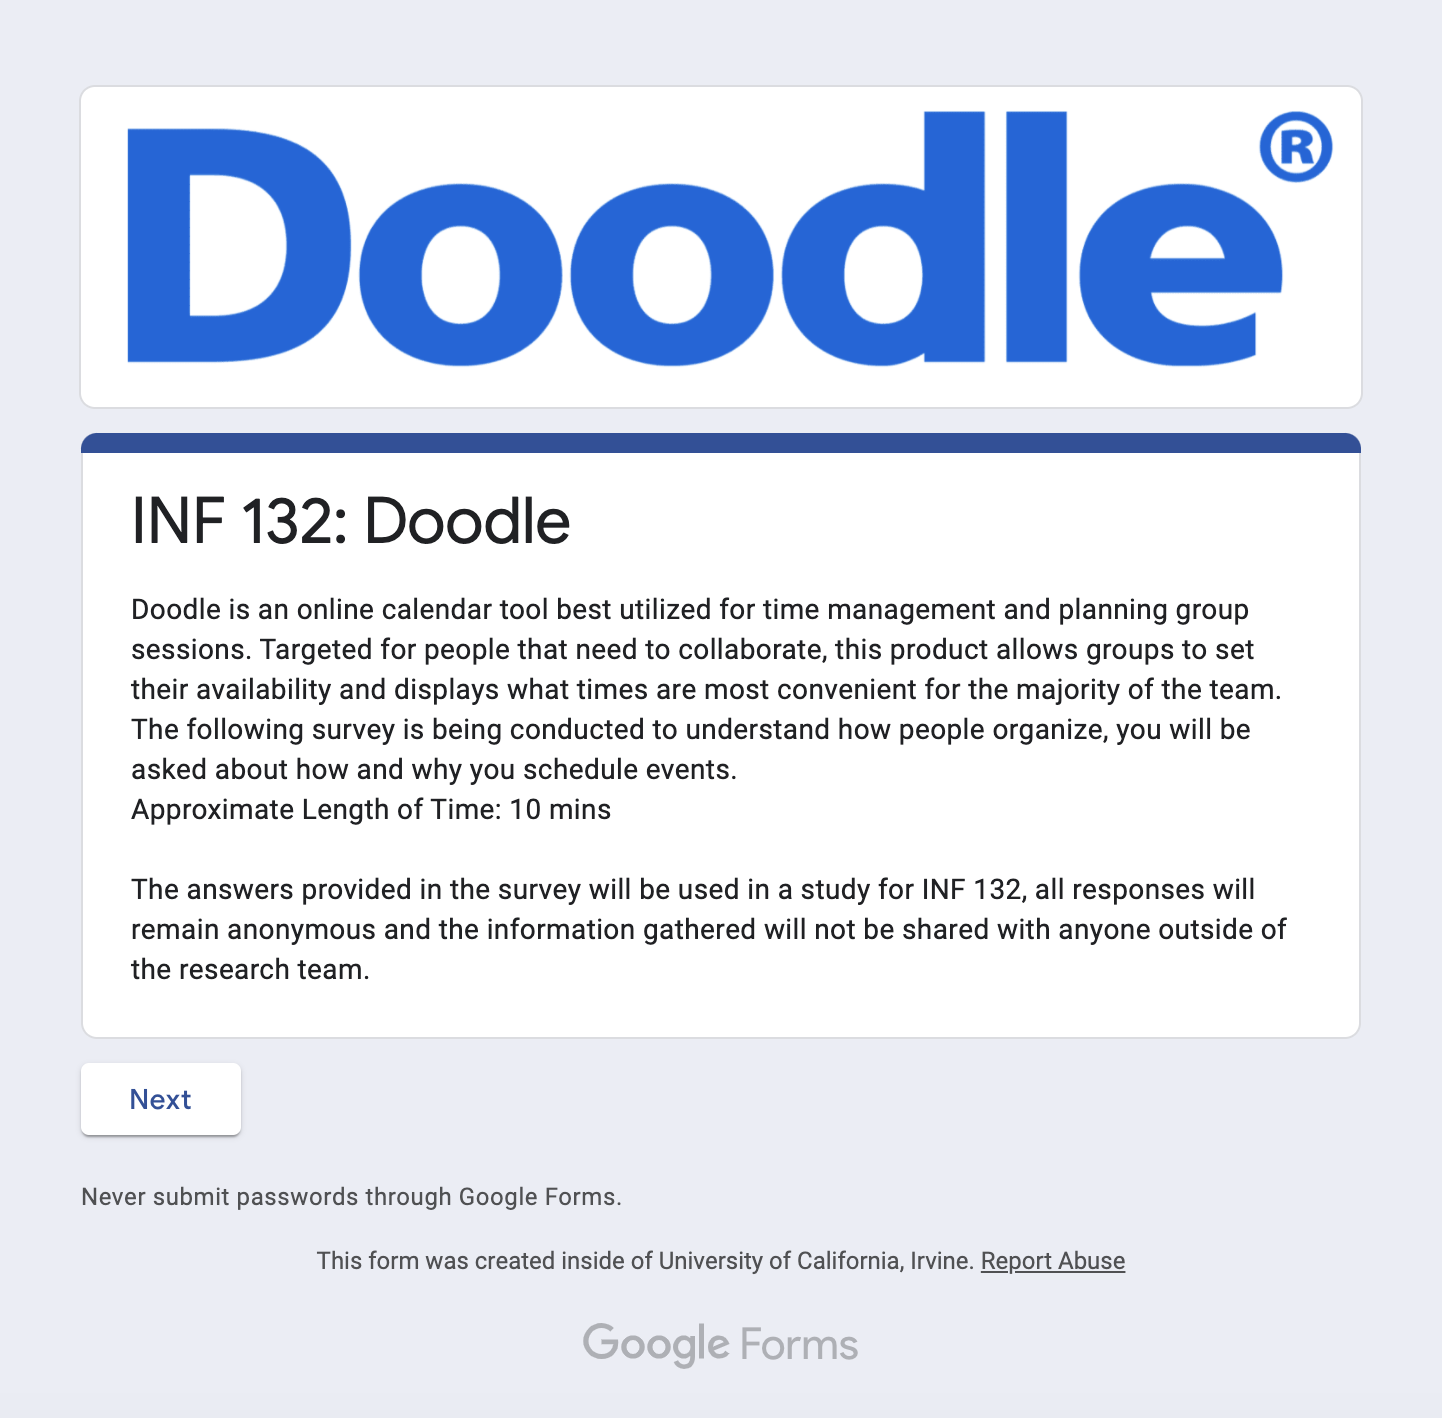 Doodle®
INF 132: Doodle
Doodle is an online calendar tool best utilized for time management and planning group
sessions. Targeted for people that need to collaborate, this product allows groups to set
their availability and displays what times are most convenient for the majority of the team.
The following survey is being conducted to understand how people organize, you will be
asked about how and why you schedule events.
Approximate Length of Time: 10 mins
The answers provided in the survey will be used in a study for INF 132, all responses will
remain anonymous and the information gathered will not be shared with anyone outside of
the research team.
Next
Never submit passwords through Google Forms.
This form was created inside of University of California, Irvine. Report Abuse
Google Forms